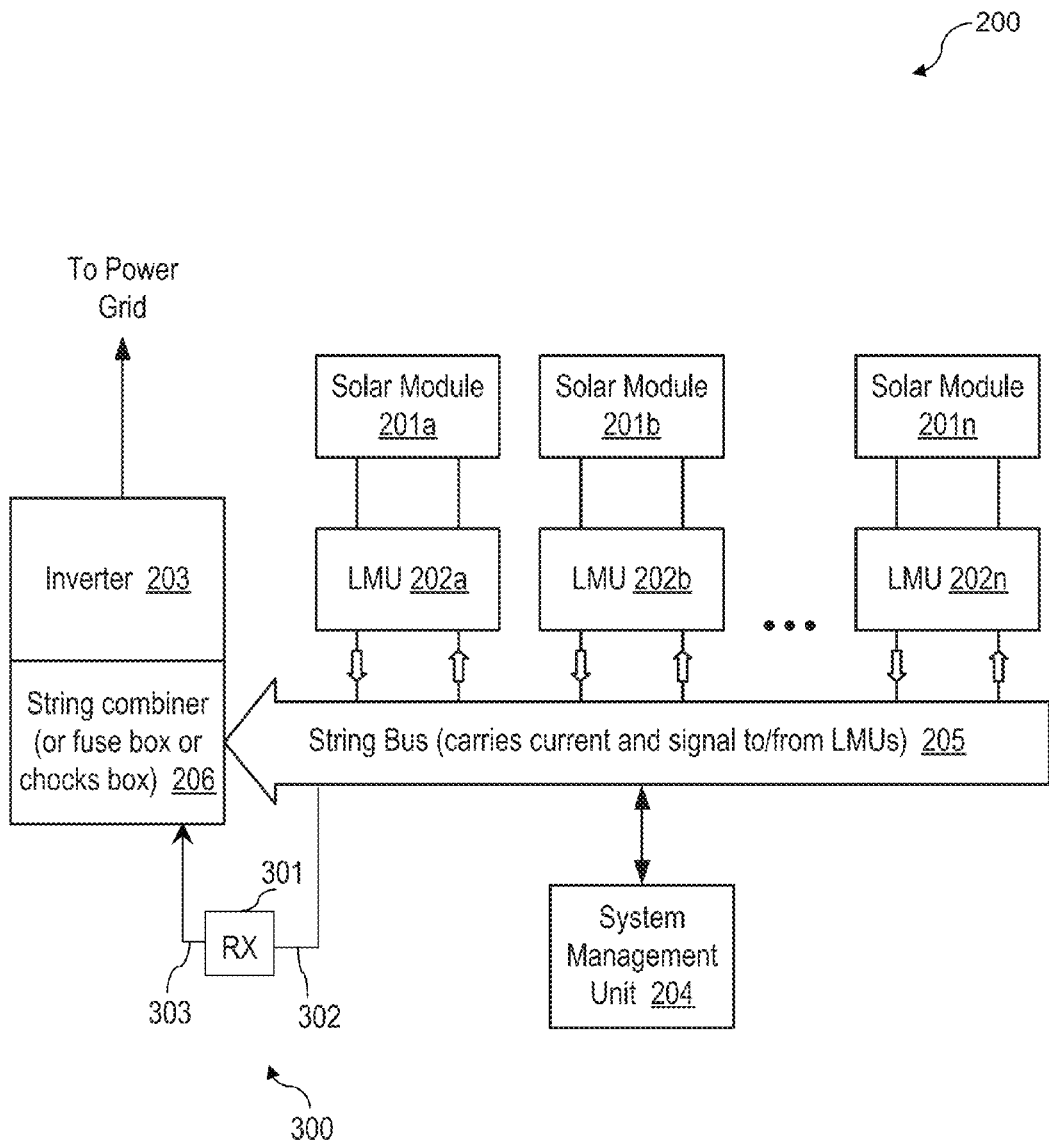 200
To Power
Grid
Solar Module
201a
Solar Module
201b
Solar Module
201n
Inverter 203
LMU 202a
LMU 202b
LMU 202n
String combiner
(or fuse box or
chocks box) 206
String Bus (carries current and signal to/from LMUs) 205
301
RX
303
302
System
Management
Unit 204
300